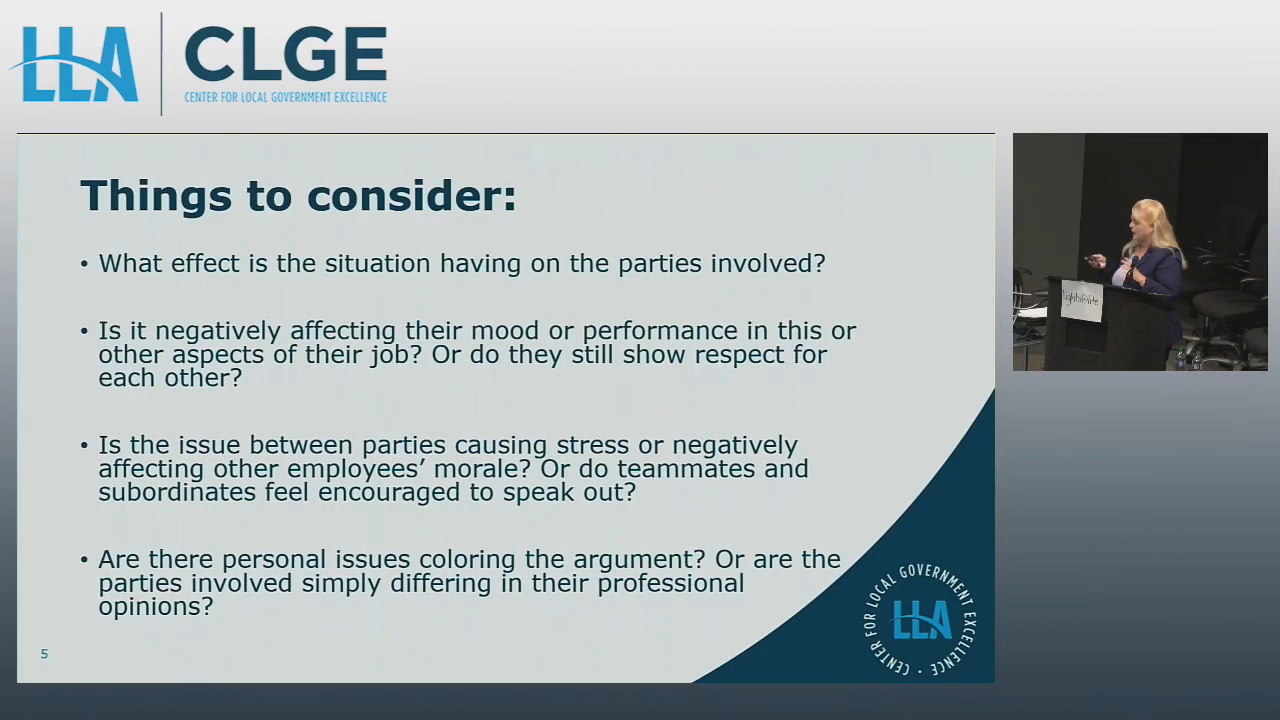 LLA
CLGE
CENTER FOR LOCAL GOVERNMENT EXCELLENCE
Things to consider:
• What effect is the situation having on the parties involved?
• Is it negatively affecting their mood or performance in this or
other aspects of their job? Or do they still show respect for
each other?
• Is the issue between parties causing stress or negatively
affecting other employees’ morale? Or do teammates and
subordinates feel encouraged to speak out?
• Are there personal issues coloring the argument? Or are the
parties involved simply differing in their professional
opinions?
5
CENTER FOR LOCAL GOVERNMENT EXCELLENCE •
LLA